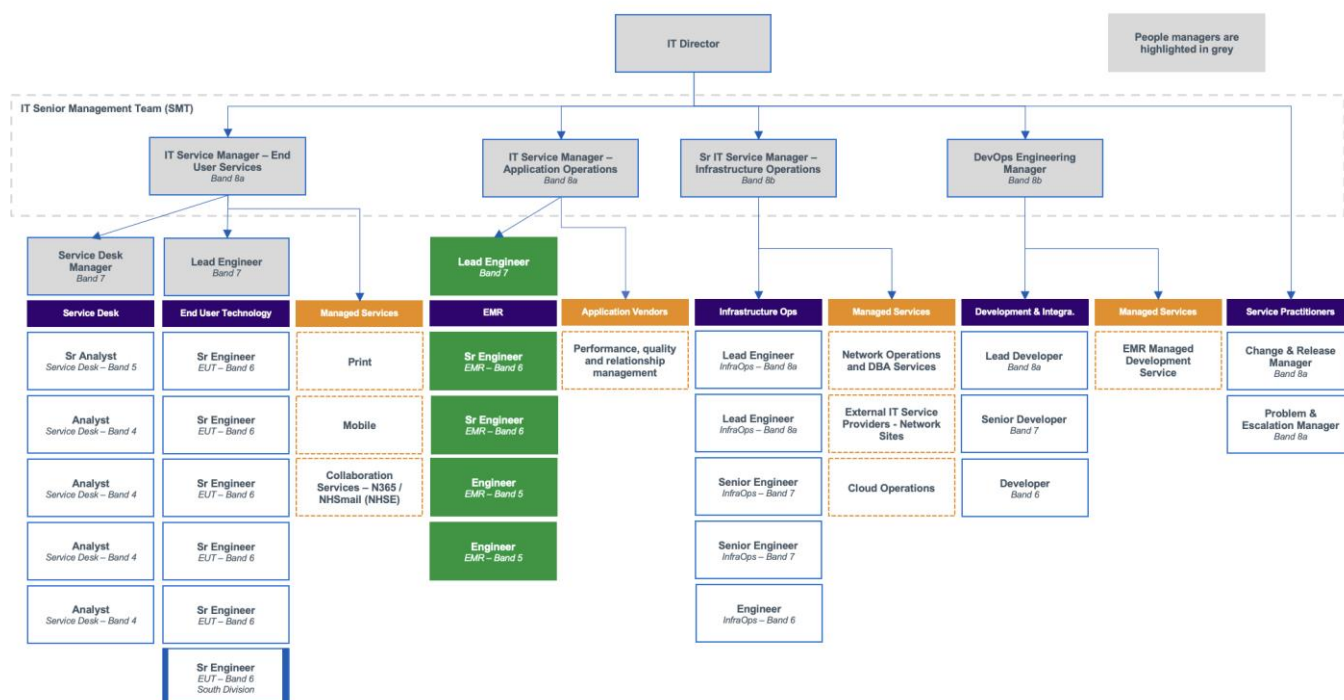 IT Director
People managers are
highlighted in grey
IT Senior Management Team (SMT)
IT Service Manager – End
User Services
Band 8a
IT Service Manager –
Application Operations
Band 8a
Sr IT Service Manager –
Infrastructure Operations
Band 8b
DevOps Engineering
Manager
Band 8b
Service Desk
Manager
Band 7
Lead Engineer
Band 7
Lead Engineer
Band 7
Service Desk
End User Technology
Managed Services
EMR
Application Vendors
Infrastructure Ops
Managed Services
Development & Integra.
Managed Services
Service Practitioners
Sr Analyst
Service Desk – Band 5
Analyst
Service Desk – Band 4
Analyst
Service Desk – Band 4
Analyst
Service Desk – Band 4
Analyst
Service Desk – Band 4
Sr Engineer
EUT – Band 6
Sr Engineer
EUT – Band 6
Sr Engineer
EUT – Band 6
Sr Engineer
EUT – Band 6
Sr Engineer
EUT – Band 6
Sr Engineer
EUT – Band 6
South Division
Print
Mobile
Collaboration
Services – N365 /
NHSmail (NHSE)
Sr Engineer
EMR – Band 6
Sr Engineer
EMR – Band 6
Engineer
EMR – Band 5
Engineer
EMR – Band 5
Performance, quality
and relationship
management
Lead Engineer
InfraOps – Band 8a
Lead Engineer
InfraOps – Band 8a
Senior Engineer
InfraOps – Band 7
Senior Engineer
InfraOps – Band 7
Engineer
InfraOps – Band 6
Network Operations
and DBA Services
External IT Service
Providers - Network
Sites
Cloud Operations
Lead Developer
Band 8a
Senior Developer
Band 7
Developer
Band 6
EMR Managed
Development
Service
Change & Release
Manager
Band 8a
Problem &
Escalation Manager
Band 8a